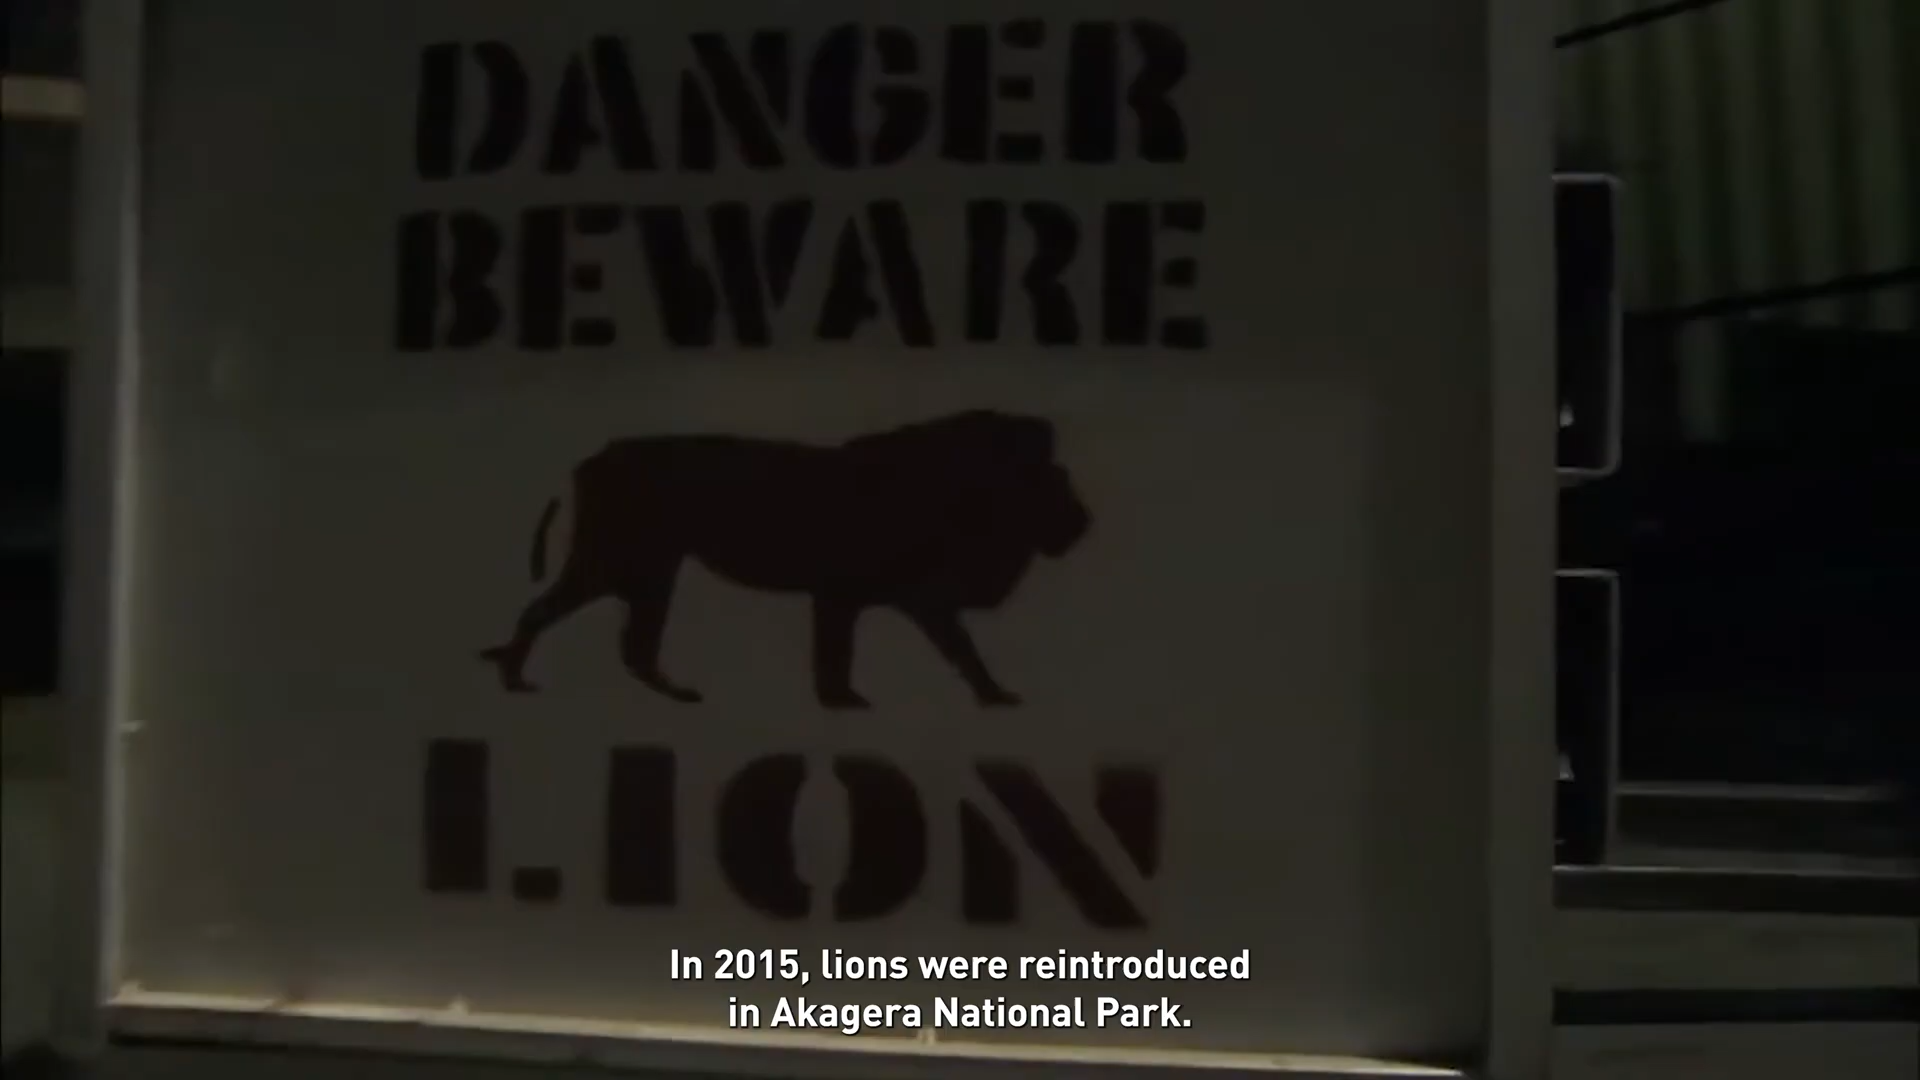 DANGER
BEWARE
LION
In 2015, lions were reintroduced
in Akagera National Park.